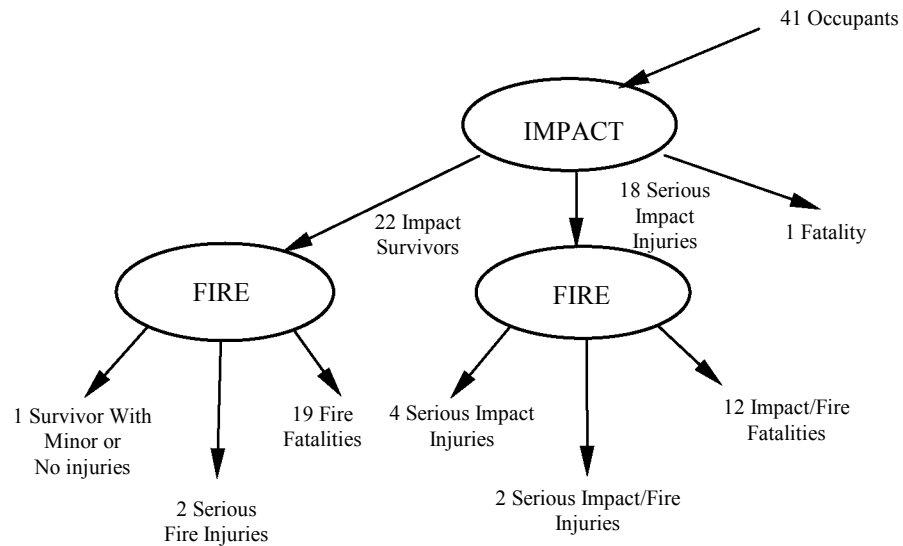 41 Occupants
IMPACT
22 Impact
Survivors
18 Serious
Impact
Injuries
1 Fatality
FIRE
FIRE
1 Survivor With
Minor or
No injuries
2 Serious
Fire Injuries
19 Fire
Fatalities
4 Serious Impact
Injuries
2 Serious Impact/Fire
Injuries
12 Impact/Fire
Fatalities